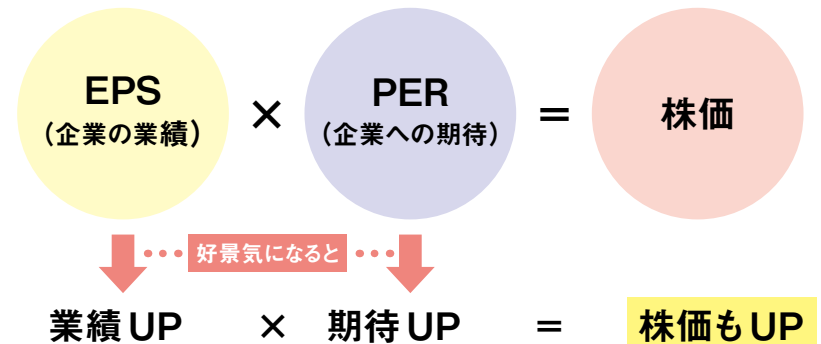 EPS
(企業の業績)
×
PER
(企業への期待)
=
株価
好景気になると
業績UP × 期待UP = 株価もUP